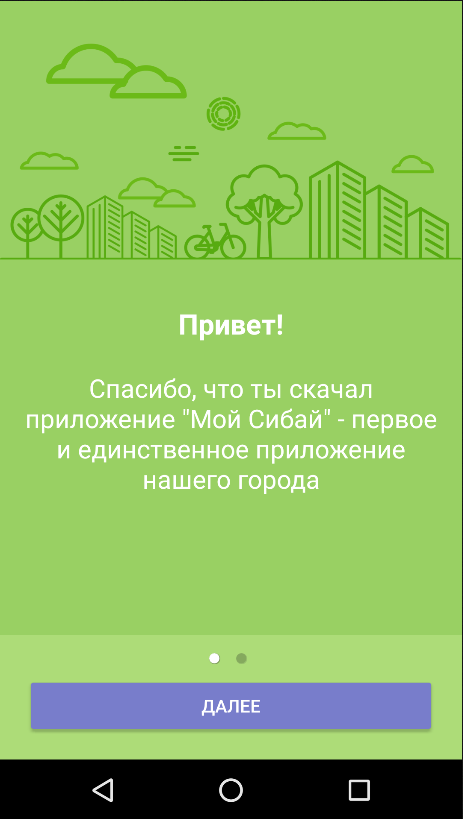 Привет!
Спасибо, что ты скачал
приложение "Мой Сибай" - первое
и единственное приложение
нашего города
ДАЛЕЕ